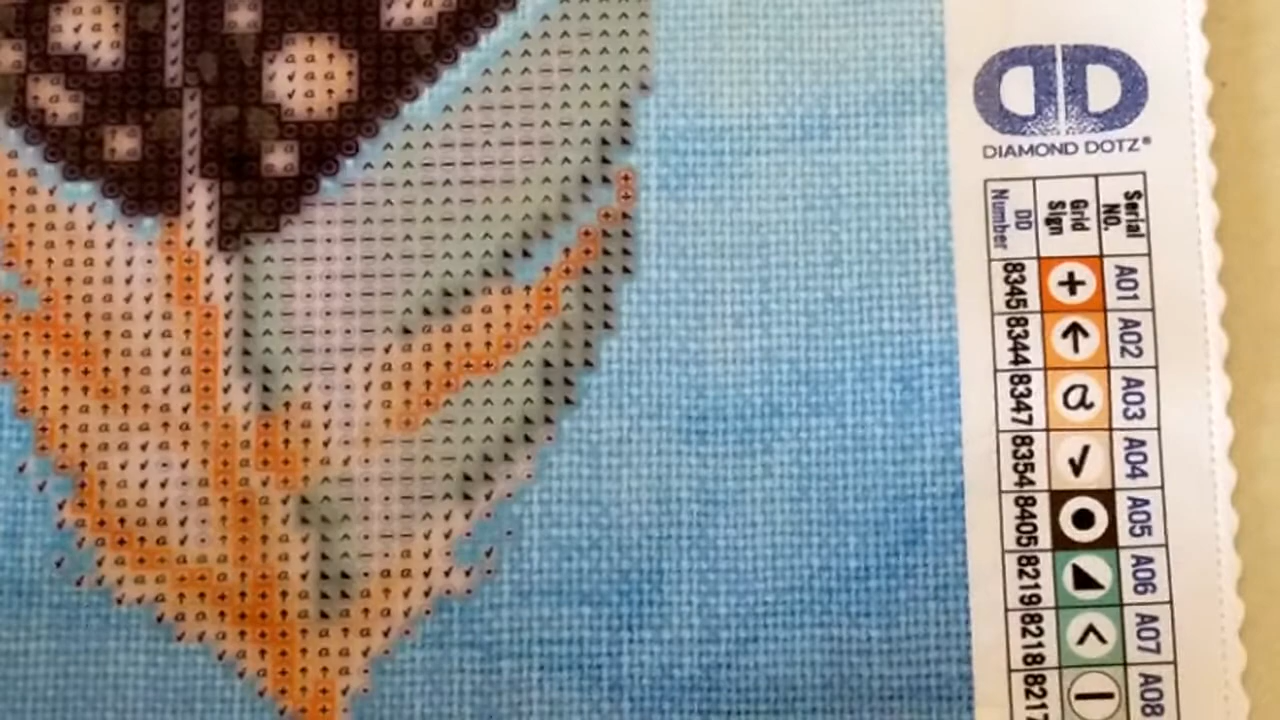 DIAMOND DOTZ®
Serial NO. Grid Sign DD Number
A01 + 8345
A02 ↑ 8344
A03 a 8347
A04 ✓ 8354
A05 ● 8405
A06 ◣ 8219
A07 < 8218
A08 | 8217